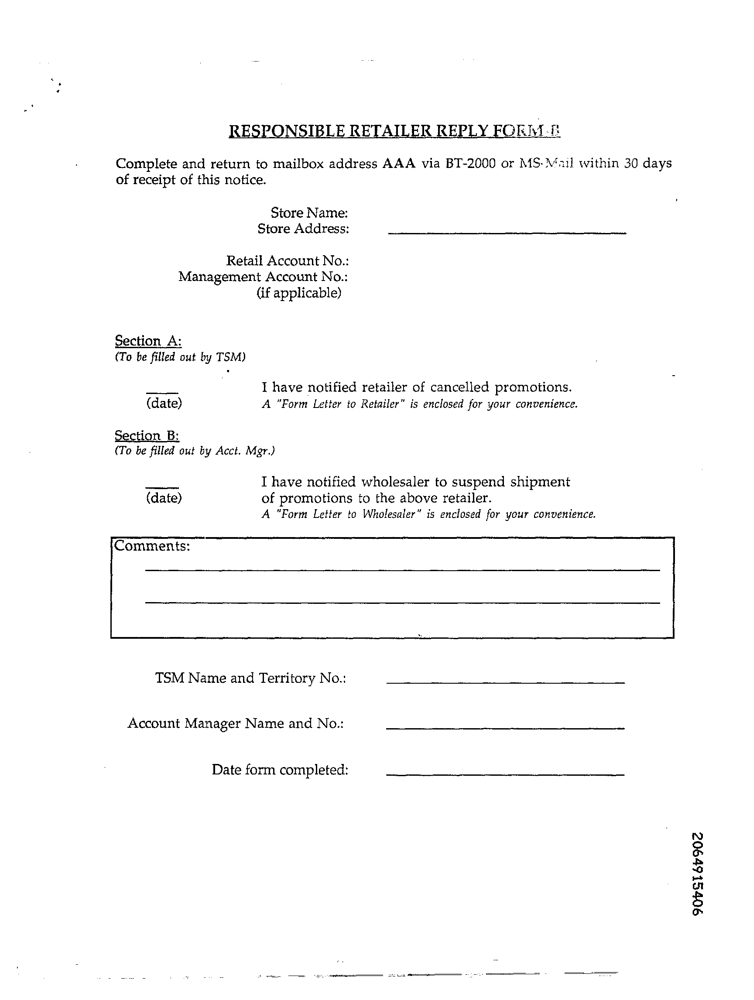 RESPONSIBLE RETAILER REPLY FORM B
Complete and return to mailbox address AAA via BT-2000 or MS-Mail within 30 days
of receipt of this notice.
Store Name:
Store Address:
Retail Account No.:
Management Account No.:
(if applicable)
Section A:
(To be filled out by TSM)
I have notified retailer of cancelled promotions.
(date)
A "Form Letter to Retailer" is enclosed for your convenience.
Section B:
(To be filled out by Acct. Mgr.)
I have notified wholesaler to suspend shipment
(date) of promotions to the above retailer.
A "Form Letter to Wholesaler" is enclosed for your convenience.
Comments:
TSM Name and Territory No.:
Account Manager Name and No.:
Date form completed:
2064915406